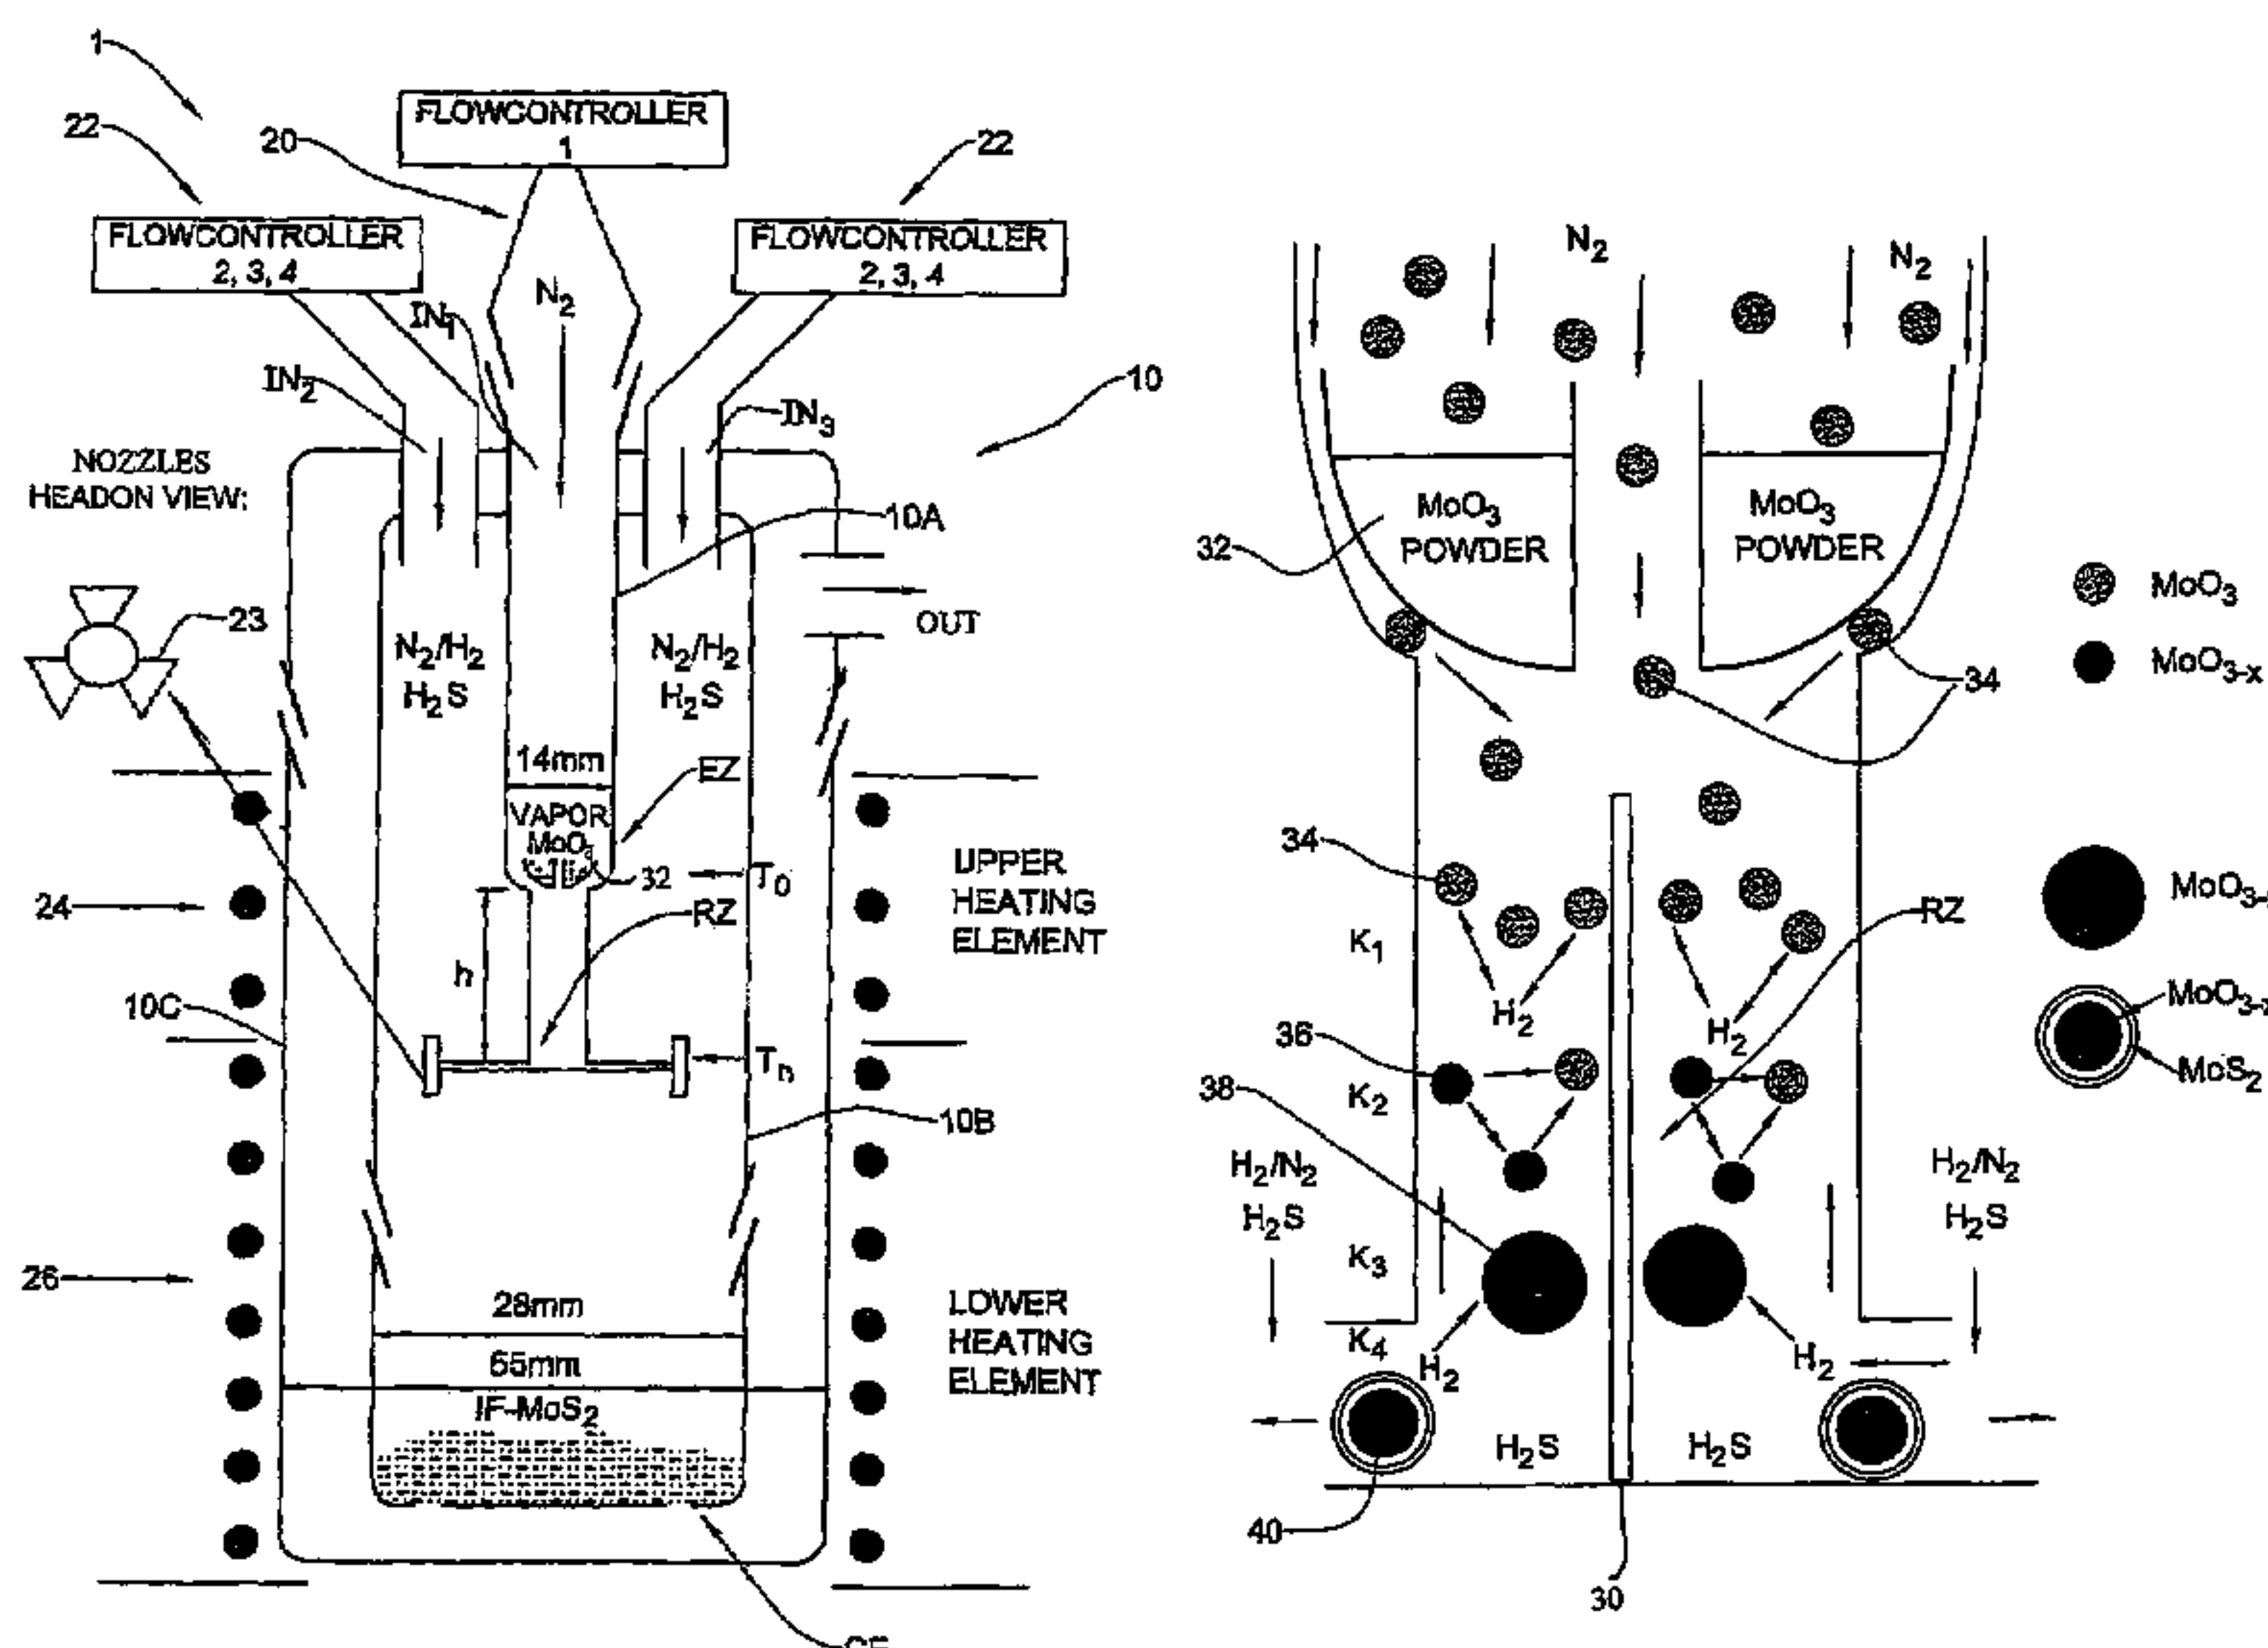 1
22
20
FLOWCONTROLLER
1
22
FLOWCONTROLLER
2, 3, 4
FLOWCONTROLLER
2, 3, 4
N2
IN1
IN2
IN3
10
NOZZLES
HEADON VIEW:
10A
23
OUT
N2/H2
H2S
N2/H2
H2S
14mm
EZ
VAPOR
MoO3
32
T0
UPPER
HEATING
ELEMENT
24
RZ
h
10C
Tn
10B
26
28mm
65mm
LOWER
HEATING
ELEMENT
IF-MoS2
N2
N2
MoO3
POWDER
MoO3
POWDER
32
MoO3
MoO3-x
34
34
K1
RZ
H2
H2
MoO3-x
MoS2
36
K2
38
H2/N2
H2S
H2/N2
H2S
K3
K4
H2
H2
H2S
H2S
40
30